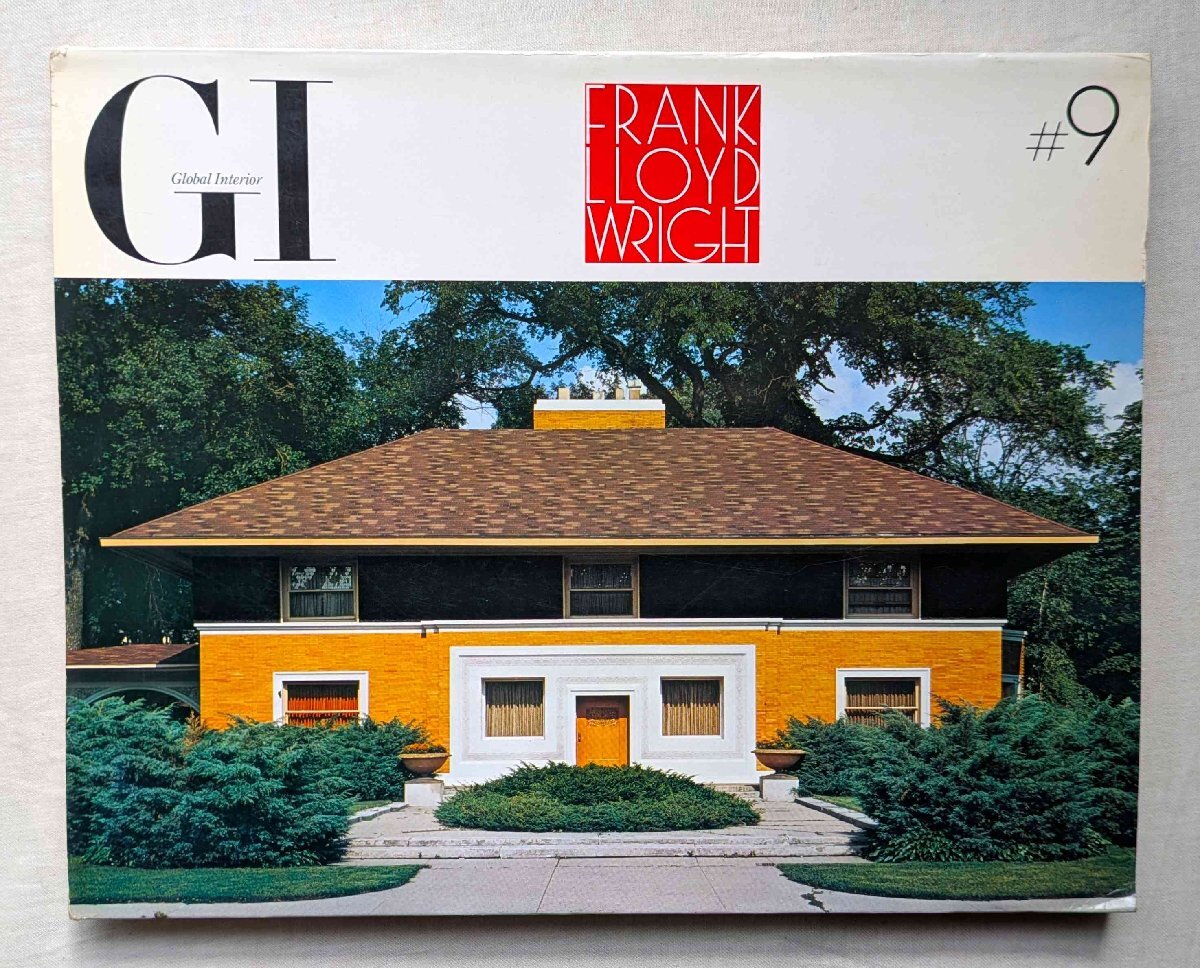 GI
Global Interior
FRANK
LLOYD
WRIGHT
#9